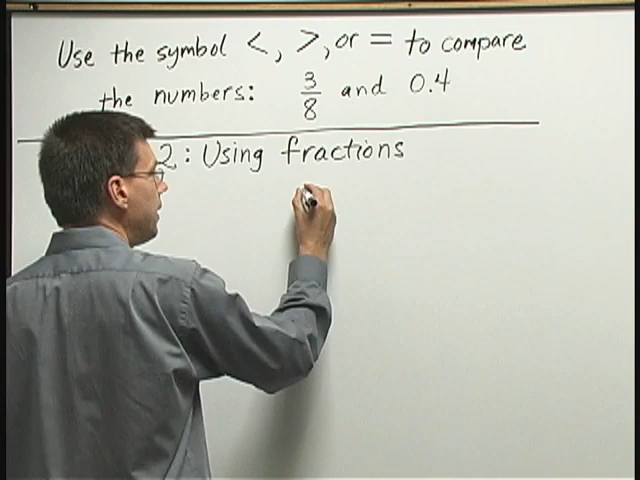 Use the symbol <, >, or = to compare
the numbers: 3/8 and 0.4
2: Using fractions